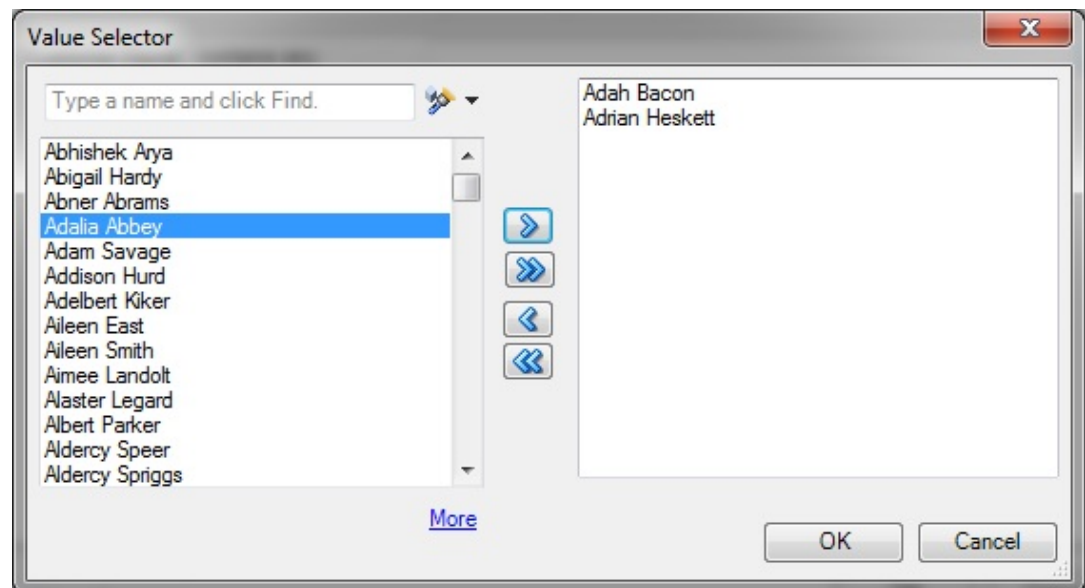 Value Selector
Type a name and click Find.
Abhishek Arya
Abigail Hardy
Abner Abrams
Adalia Abbey
Adam Savage
Addison Hurd
Adelbert Kiker
Aileen East
Aileen Smith
Aimee Landolt
Alaster Legard
Albert Parker
Aldercy Speer
Aldercy Spriggs
More
Adah Bacon
Adrian Heskett
OK
Cancel